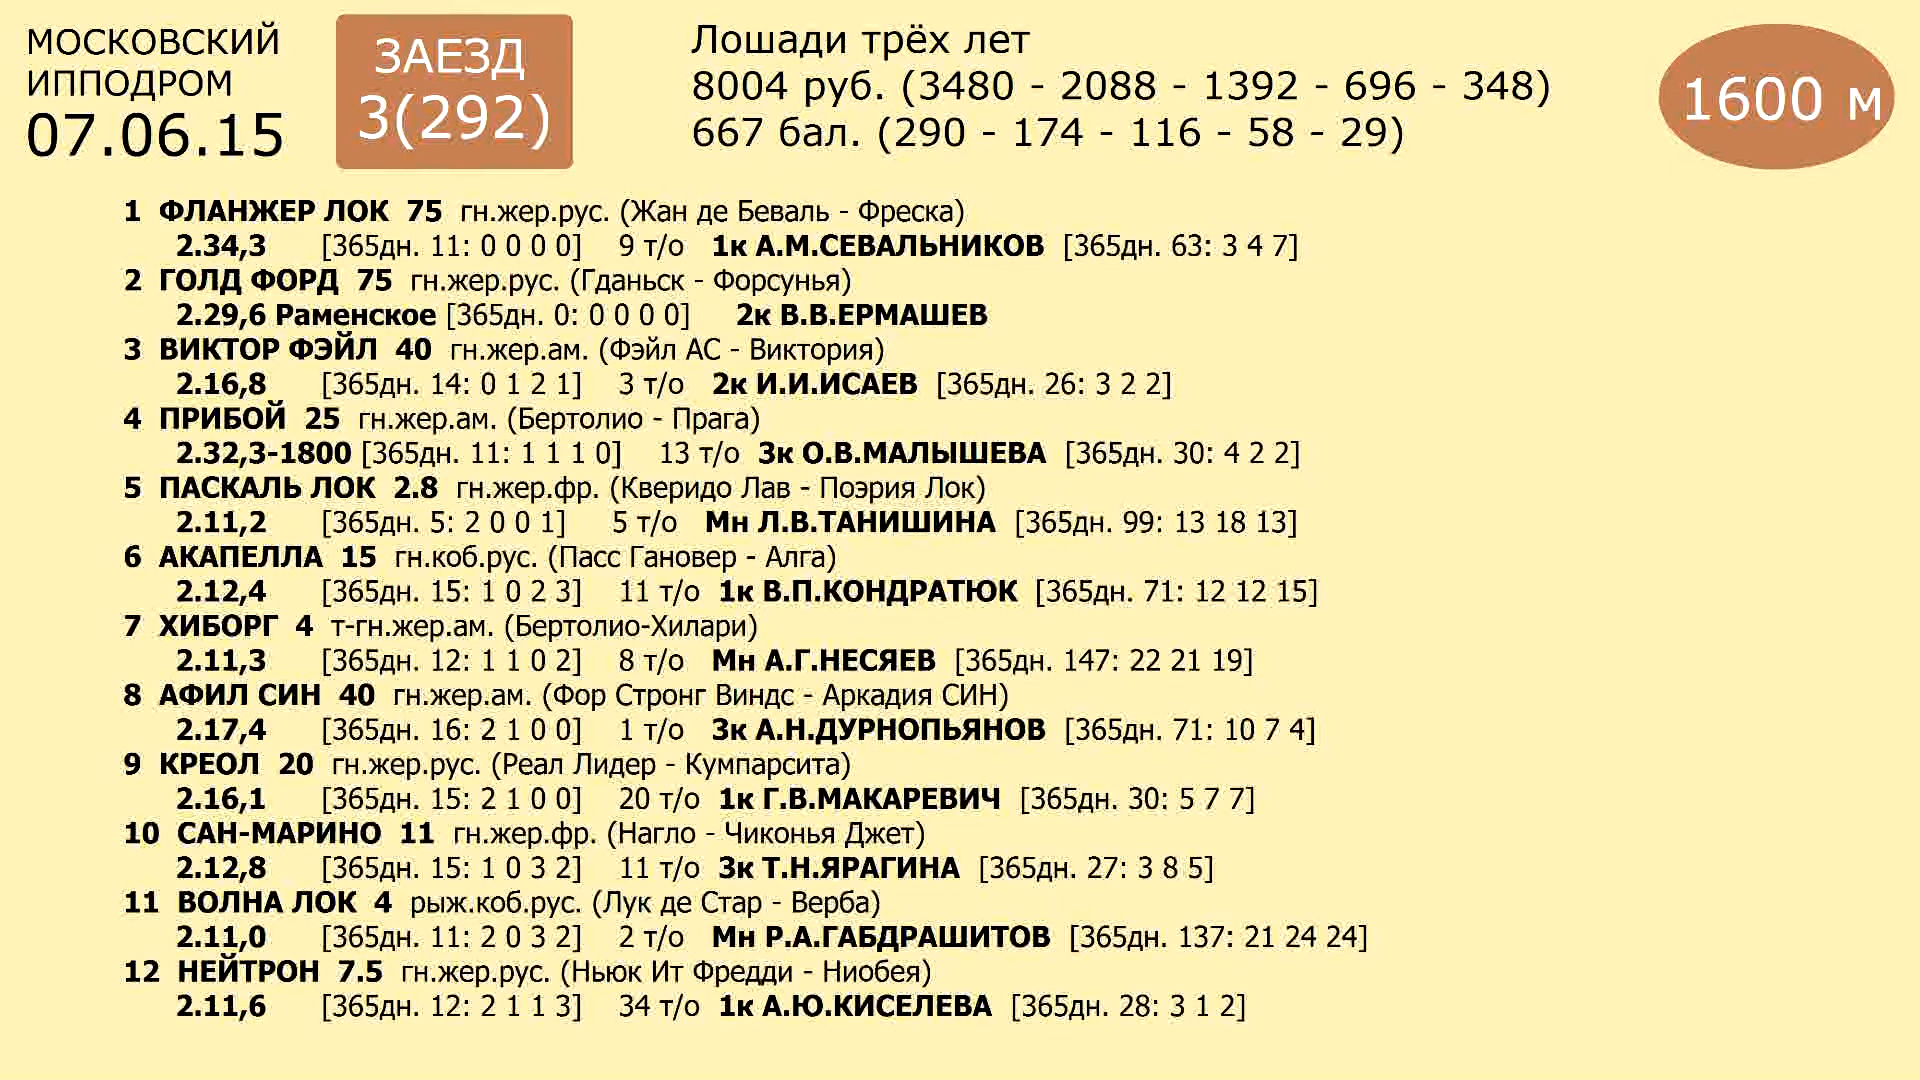 МОСКОВСКИЙ
ИППОДРОМ
07.06.15
ЗАЕЗД
3(292)
Лошади трёх лет
8004 руб. (3480 - 2088 - 1392 - 696 - 348)
667 бал. (290 - 174 - 116 - 58 - 29)
1600 м
1 ФЛАНЖЕР ЛОК 75 гн.жер.рус. (Жан де Беваль - Фреска)
2.34,3 [365дн. 11: 0 0 0 0] 9 т/о 1к А.М.СЕВАЛЬНИКОВ [365дн. 63: 3 4 7]
2 ГОЛД ФОРД 75 гн.жер.рус. (Гданьск - Форсунья)
2.29,6 Раменское [365дн. 0: 0 0 0 0] 2к В.В.ЕРМАШЕВ
3 ВИКТОР ФЭЙЛ 40 гн.жер.ам. (Фэйл АС - Виктория)
2.16,8 [365дн. 14: 0 1 2 1] 3 т/о 2к И.И.ИСАЕВ [365дн. 26: 3 2 2]
4 ПРИБОЙ 25 гн.жер.ам. (Бертолио - Прага)
2.32,3-1800 [365дн. 11: 1 1 1 0] 13 т/о 3к О.В.МАЛЫШЕВА [365дн. 30: 4 2 2]
5 ПАСКАЛЬ ЛОК 2.8 гн.жер.фр. (Кверидо Лав - Поэрия Лок)
2.11,2 [365дн. 5: 2 0 0 1] 5 т/о Мн Л.В.ТАНИШИНА [365дн. 99: 13 18 13]
6 АКАПЕЛЛА 15 гн.коб.рус. (Пасс Гановер - Алга)
2.12,4 [365дн. 15: 1 0 2 3] 11 т/о 1к В.П.КОНДРАТЮК [365дн. 71: 12 12 15]
7 ХИБОРГ 4 т-гн.жер.ам. (Бертолио-Хилари)
2.11,3 [365дн. 12: 1 1 0 2] 8 т/о Мн А.Г.НЕСЯЕВ [365дн. 147: 22 21 19]
8 АФИЛ СИН 40 гн.жер.ам. (Фор Стронг Виндс - Аркадия СИН)
2.17,4 [365дн. 16: 2 1 0 0] 1 т/о 3к А.Н.ДУРНОПЬЯНОВ [365дн. 71: 10 7 4]
9 КРЕОЛ 20 гн.жер.рус. (Реал Лидер - Кумпарсита)
2.16,1 [365дн. 15: 2 1 0 0] 20 т/о 1к Г.В.МАКАРЕВИЧ [365дн. 30: 5 7 7]
10 САН-МАРИНО 11 гн.жер.фр. (Нагло - Чиконья Джет)
2.12,8 [365дн. 15: 1 0 3 2] 11 т/о 3к Т.Н.ЯРАГИНА [365дн. 27: 3 8 5]
11 ВОЛНА ЛОК 4 рыж.коб.рус. (Лук де Стар - Верба)
2.11,0 [365дн. 11: 2 0 3 2] 2 т/о Мн Р.А.ГАБДРАШИТОВ [365дн. 137: 21 24 24]
12 НЕЙТРОН 7.5 гн.жер.рус. (Ньюк Ит Фредди - Ниобея)
2.11,6 [365дн. 12: 2 1 1 3] 34 т/о 1к А.Ю.КИСЕЛЕВА [365дн. 28: 3 1 2]